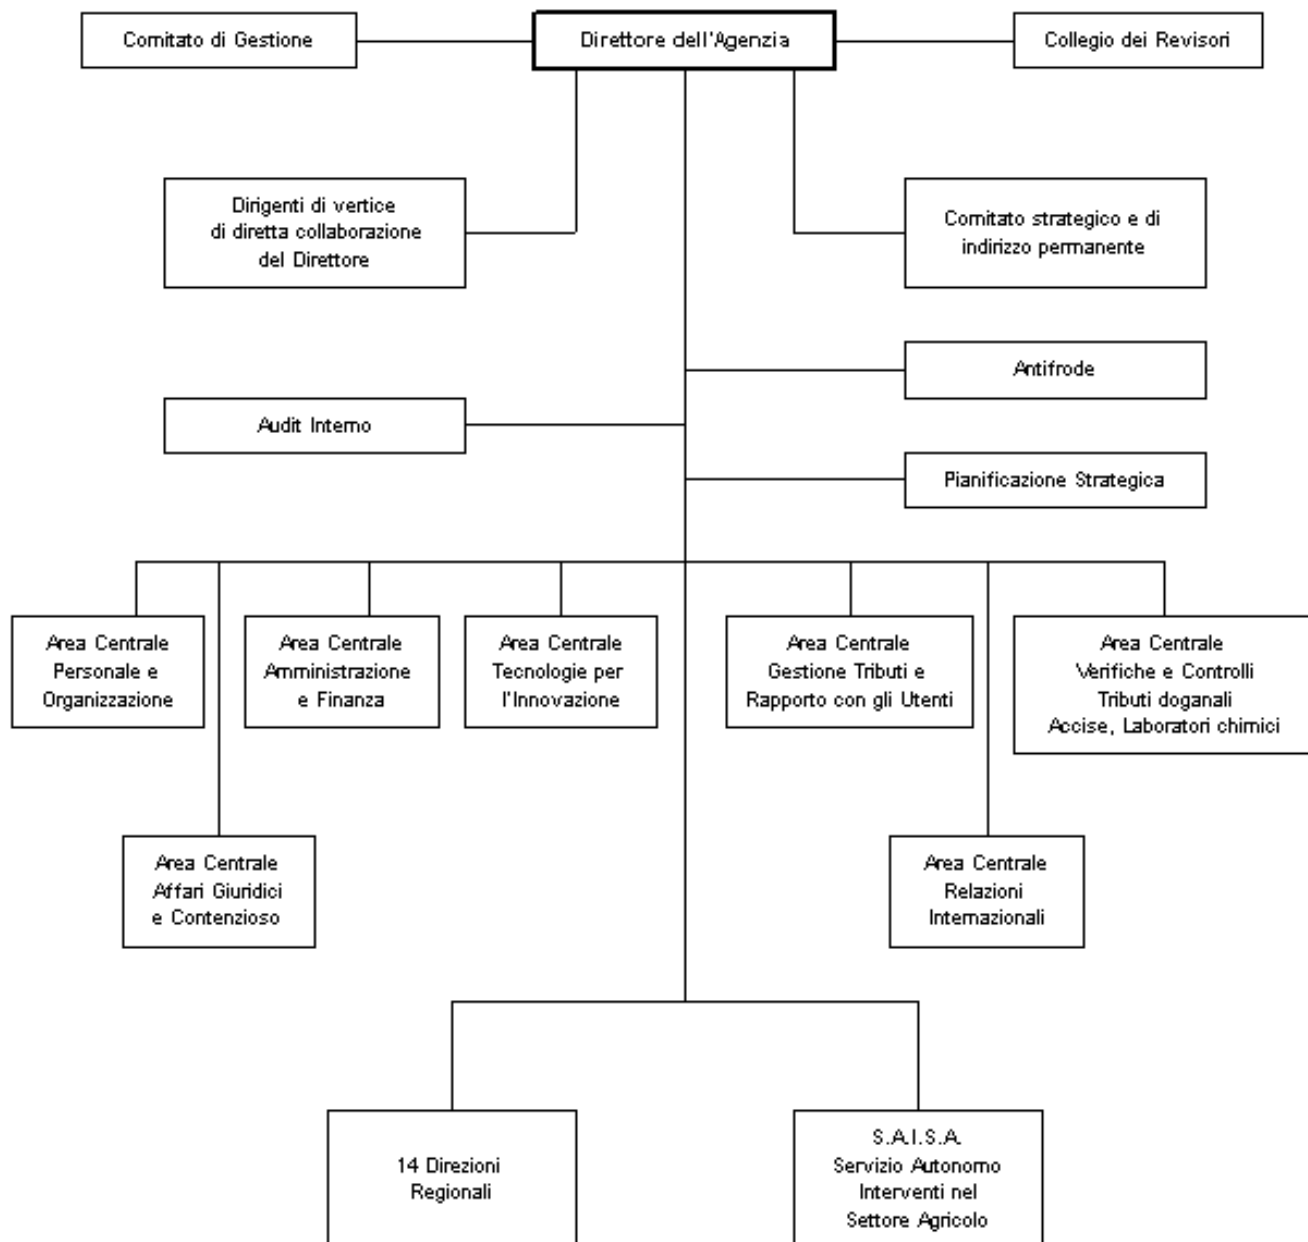 Comitato di Gestione
Direttore dell'Agenzia
Collegio dei Revisori
Dirigenti di vertice
di diretta collaborazione
del Direttore
Comitato strategico e di
indirizzo permanente
Antifrode
Audit Interno
Pianificazione Strategica
Area Centrale
Personale e
Organizzazione
Area Centrale
Amministrazione
e Finanza
Area Centrale
Tecnologie per
l'Innovazione
Area Centrale
Gestione Tributi e
Rapporto con gli Utenti
Area Centrale
Verifiche e Controlli
Tributi doganali
Accise, Laboratori chimici
Area Centrale
Affari Giuridici
e Contenzioso
Area Centrale
Relazioni
Internazionali
14 Direzioni
Regionali
S.A.I.S.A.
Servizio Autonomo
Interventi nel
Settore Agricolo